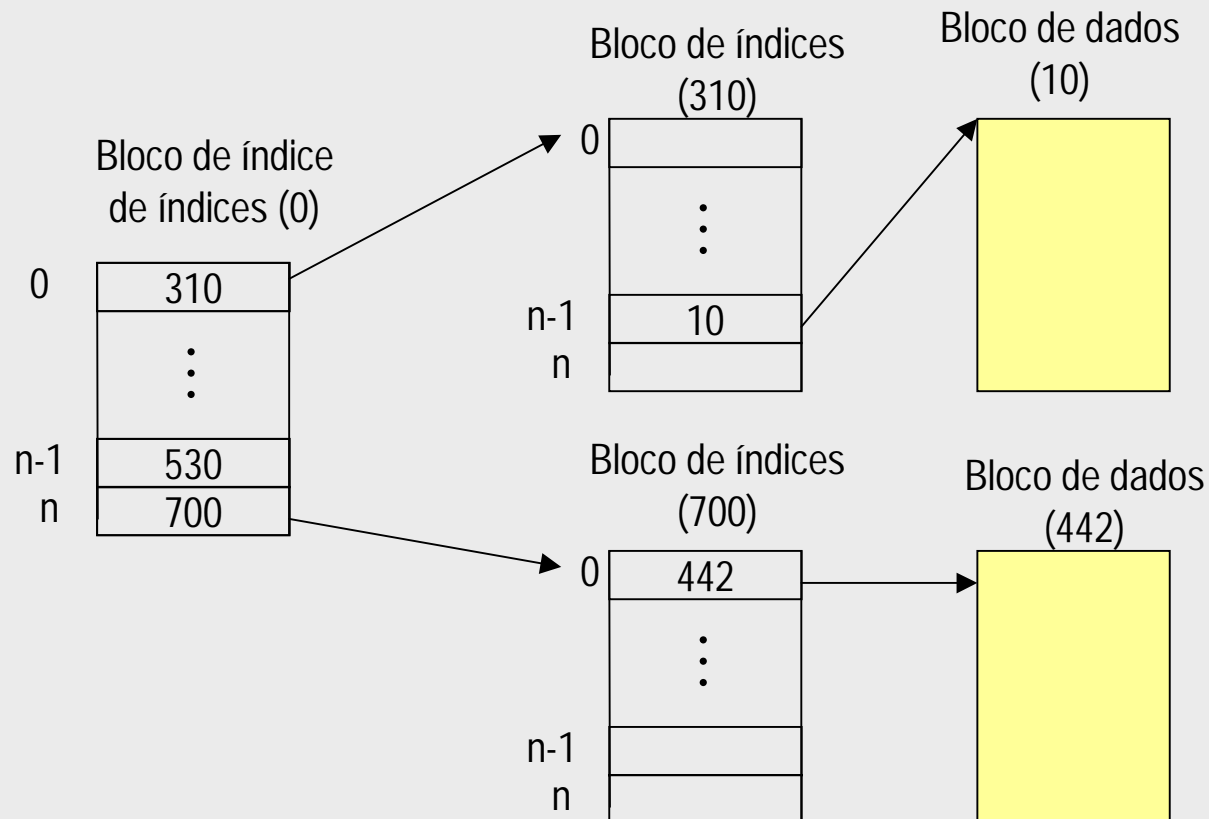 Bloco de índice
de índices (0)
0
310
n-1
530
n
700
Bloco de índices
(310)
0
n-1
10
n
Bloco de dados
(10)
Bloco de índices
(700)
0
442
n-1
n
Bloco de dados
(442)